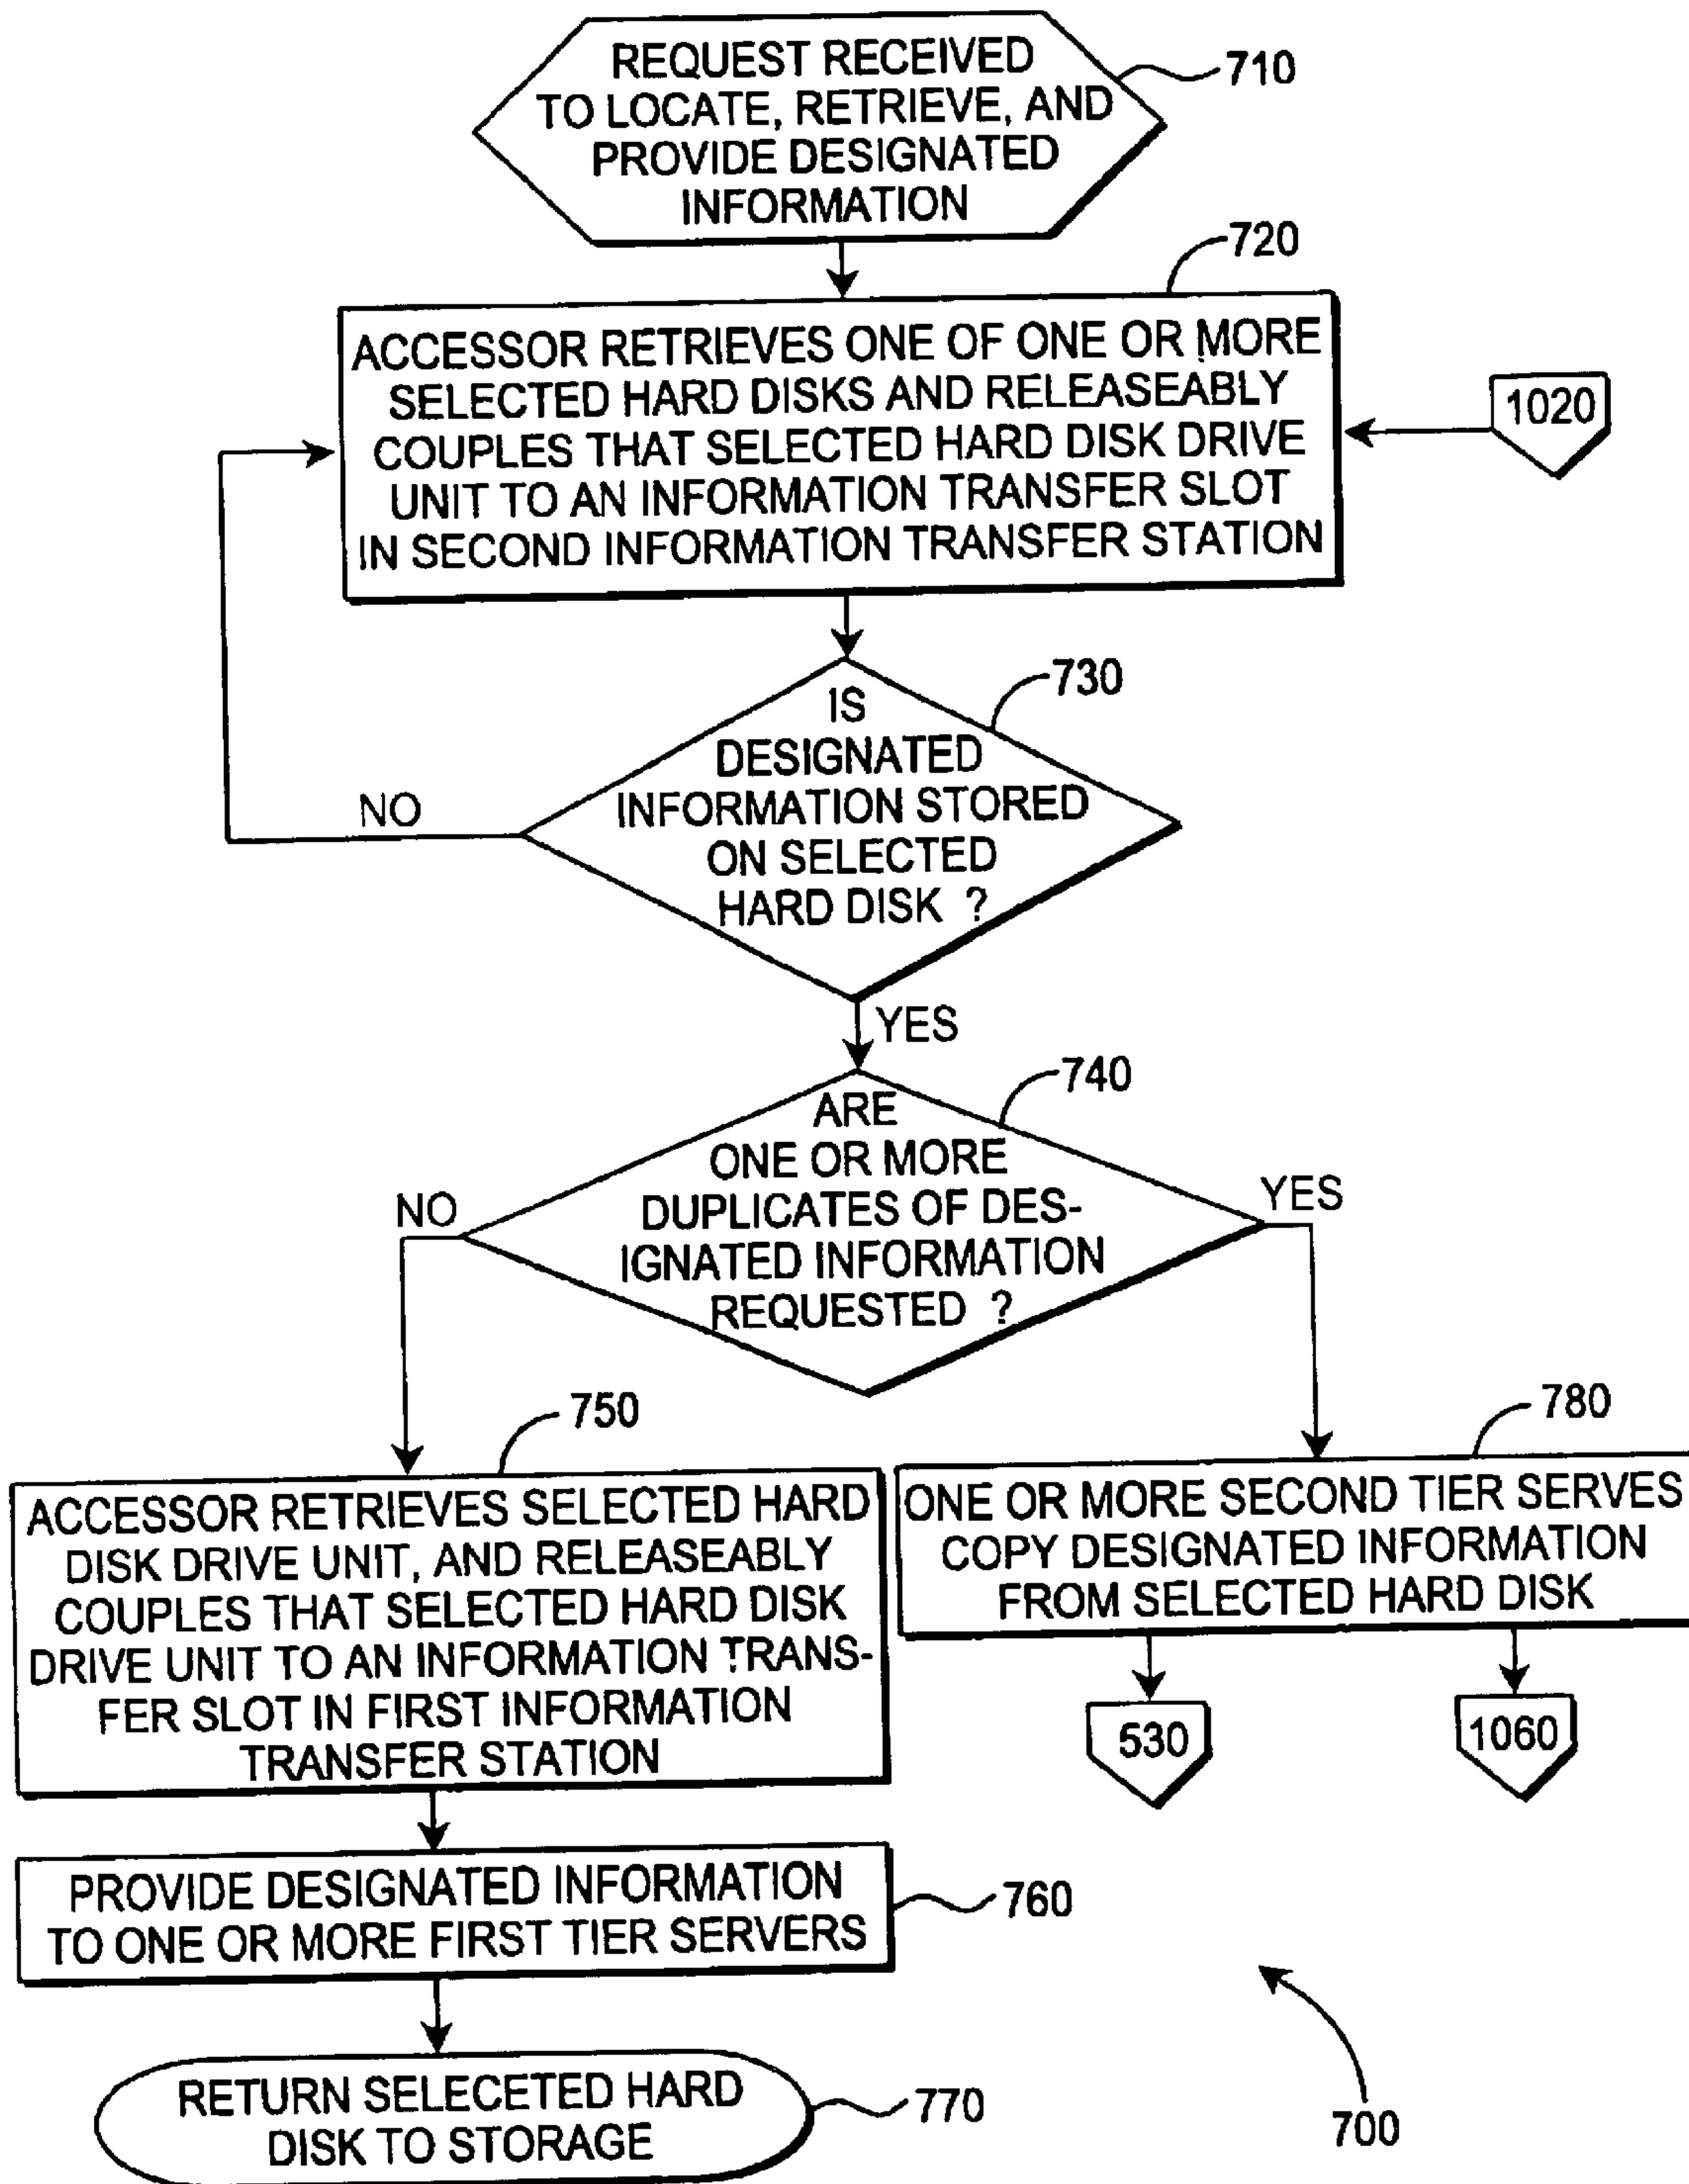 REQUEST RECEIVED
TO LOCATE, RETRIEVE, AND
PROVIDE DESIGNATED
INFORMATION
710
720
ACCESSOR RETRIEVES ONE OF ONE OR MORE
SELECTED HARD DISKS AND RELEASEABLY
COUPLES THAT SELECTED HARD DISK DRIVE
UNIT TO AN INFORMATION TRANSFER SLOT
IN SECOND INFORMATION TRANSFER STATION
1020
730
IS
DESIGNATED
INFORMATION STORED
ON SELECTED
HARD DISK ?
NO
YES
740
ARE
ONE OR MORE
DUPLICATES OF DES-
IGNATED INFORMATION
REQUESTED ?
NO
YES
750
ACCESSOR RETRIEVES SELECTED HARD
DISK DRIVE UNIT, AND RELEASEABLY
COUPLES THAT SELECTED HARD DISK
DRIVE UNIT TO AN INFORMATION TRANS-
FER SLOT IN FIRST INFORMATION
TRANSFER STATION
780
ONE OR MORE SECOND TIER SERVES
COPY DESIGNATED INFORMATION
FROM SELECTED HARD DISK
530
1060
PROVIDE DESIGNATED INFORMATION
TO ONE OR MORE FIRST TIER SERVERS
760
RETURN SELECETED HARD
DISK TO STORAGE
770
700